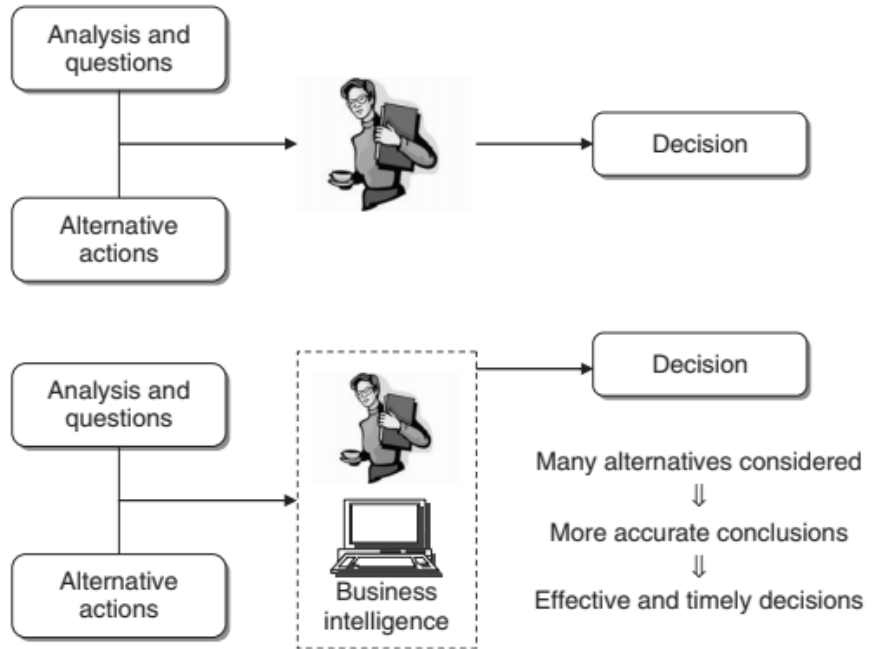 Analysis and
questions
Decision
Alternative
actions
Decision
Analysis and
questions
Many alternatives considered
⇓
More accurate conclusions
⇓
Effective and timely decisions
Alternative
actions
Business
intelligence